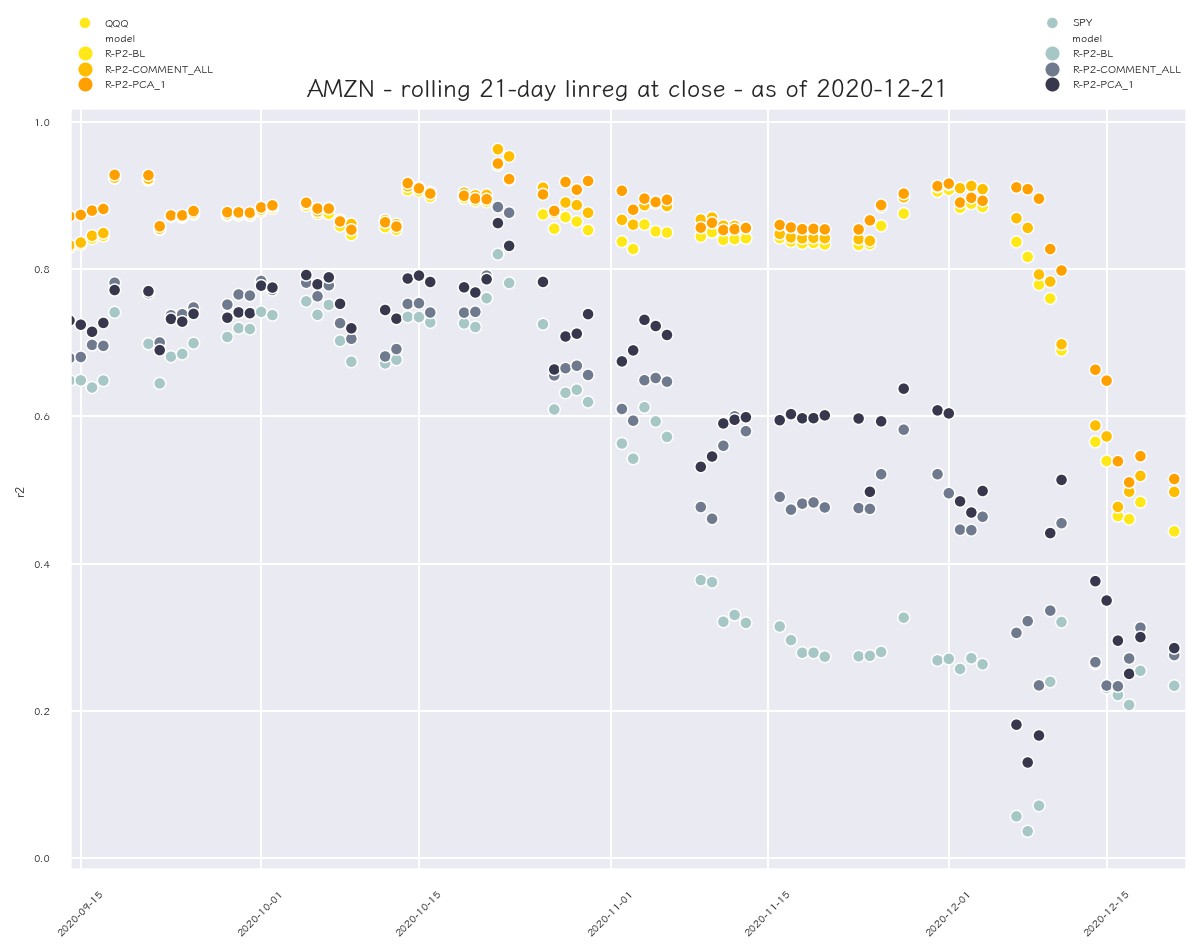 QQQ
model
R-P2-BL
R-P2-COMMENT_ALL
R-P2-PCA_1
SPY
model
R-P2-BL
R-P2-COMMENT_ALL
R-P2-PCA_1
AMZN - rolling 21-day linreg at close - as of 2020-12-21
1.0
0.8
0.6
r2
0.4
0.2
0.0
2020-09-15
2020-10-01
2020-10-15
2020-11-01
2020-11-15
2020-12-01
2020-12-15